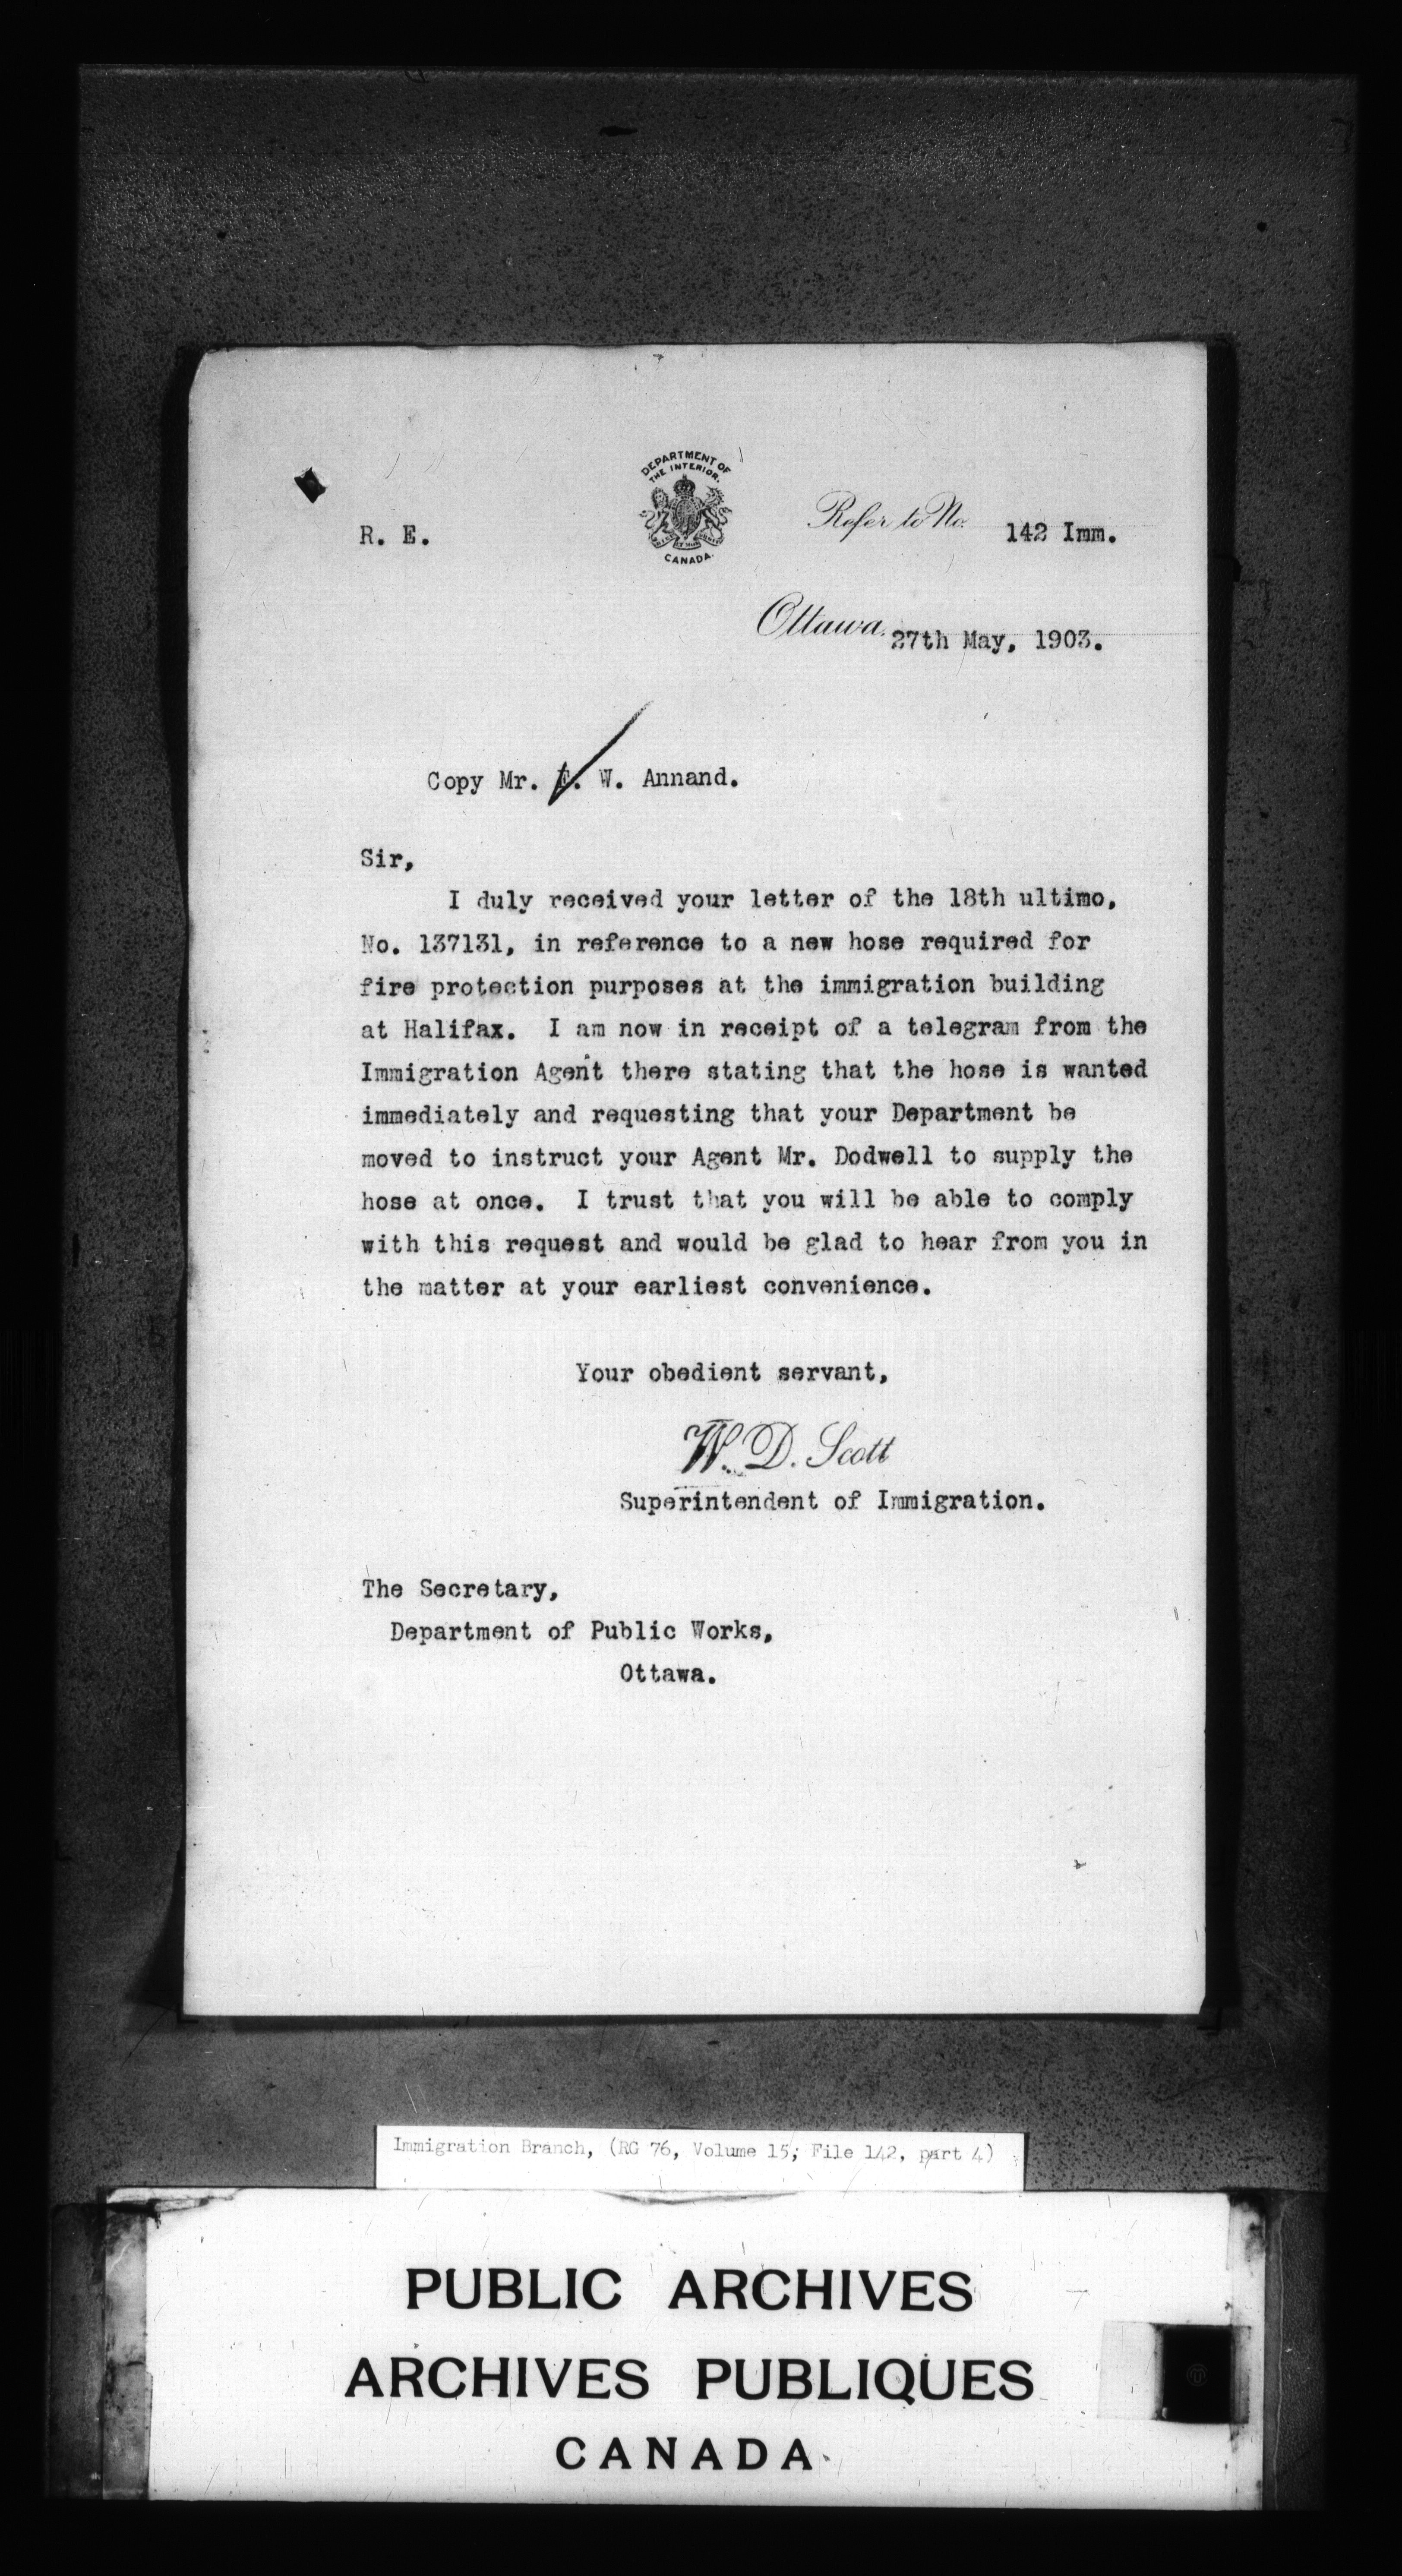 DEPARTMENT OF
THE INTERIOR.
CANADA.
R. E.
Refer to No. 142 Imm.
Ottawa, 27th May, 1903.
Copy Mr. F. W. Annand.
Sir,
I duly received your letter of the 18th ultimo,
No. 137131, in reference to a new hose required for
fire protection purposes at the immigration building
at Halifax. I am now in receipt of a telegram from the
Immigration Agent there stating that the hose is wanted
immediately and requesting that your Department be
moved to instruct your Agent Mr. Dodwell to supply the
hose at once. I trust that you will be able to comply
with this request and would be glad to hear from you in
the matter at your earliest convenience.
Your obedient servant,
W. D. Scott
Superintendent of Immigration.
The Secretary,
Department of Public Works,
Ottawa.
Immigration Branch, (RG 76, Volume 15; File 142, part 4)
PUBLIC ARCHIVES
ARCHIVES PUBLIQUES
CANADA